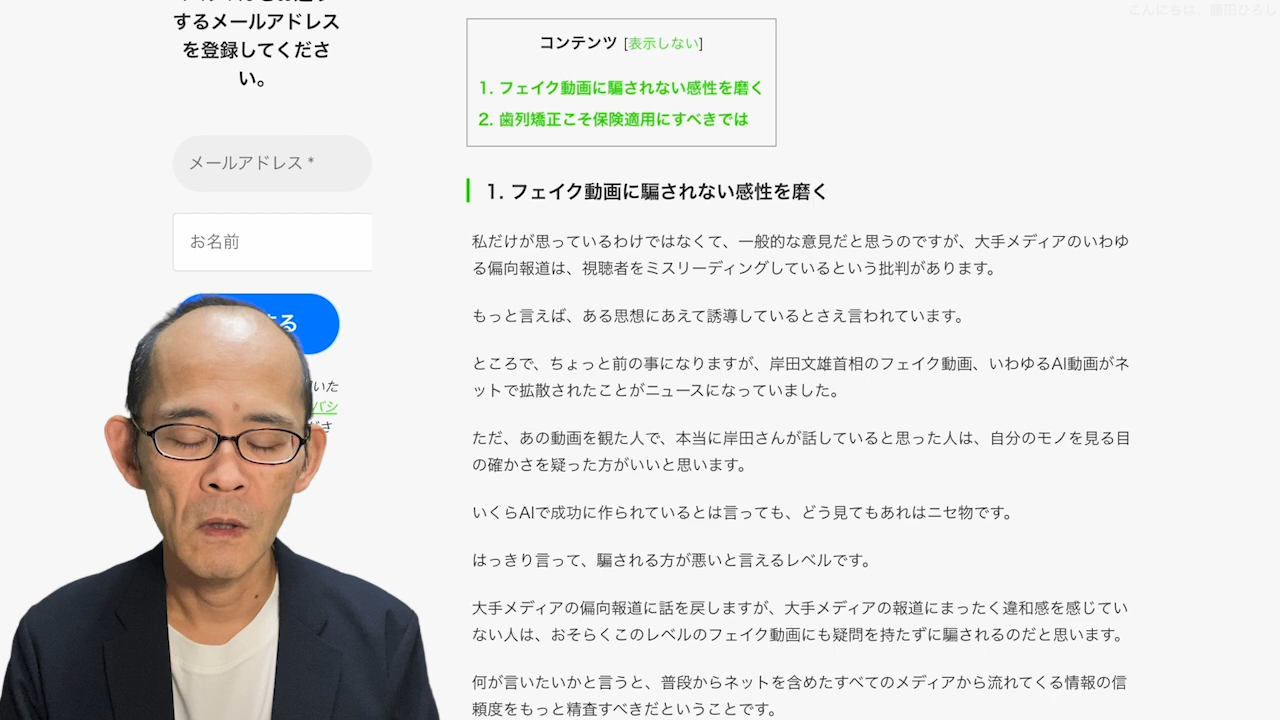 こんにちは、藤田ひろし
するメールアドレス
を登録してくださ
い。
メールアドレス *
お名前
する
いた
バシ
ださ
コンテンツ [表示しない]
1. フェイク動画に騙されない感性を磨く
2. 歯列矯正こそ保険適用にすべきでは
1. フェイク動画に騙されない感性を磨く
私だけが思っているわけではなくて、一般的な意見だと思うのですが、大手メディアのいわゆ
る偏向報道は、視聴者をミスリーディングしているという批判があります。
もっと言えば、ある思想にあえて誘導しているとさえ言われています。
ところで、ちょっと前の事になりますが、岸田文雄首相のフェイク動画、いわゆるAI動画がネ
ットで拡散されたことがニュースになっていました。
ただ、あの動画を観た人で、本当に岸田さんが話していると思った人は、自分のモノを見る目
の確かさを疑った方がいいと思います。
いくらAIで成功に作られているとは言っても、どう見てもあれはニセ物です。
はっきり言って、騙される方が悪いと言えるレベルです。
大手メディアの偏向報道に話を戻しますが、大手メディアの報道にまったく違和感を感じてい
ない人は、おそらくこのレベルのフェイク動画にも疑問を持たずに騙されるのだと思います。
何が言いたいかと言うと、普段からネットを含めたすべてのメディアから流れてくる情報の信
頼度をもっと精査すべきだということです。